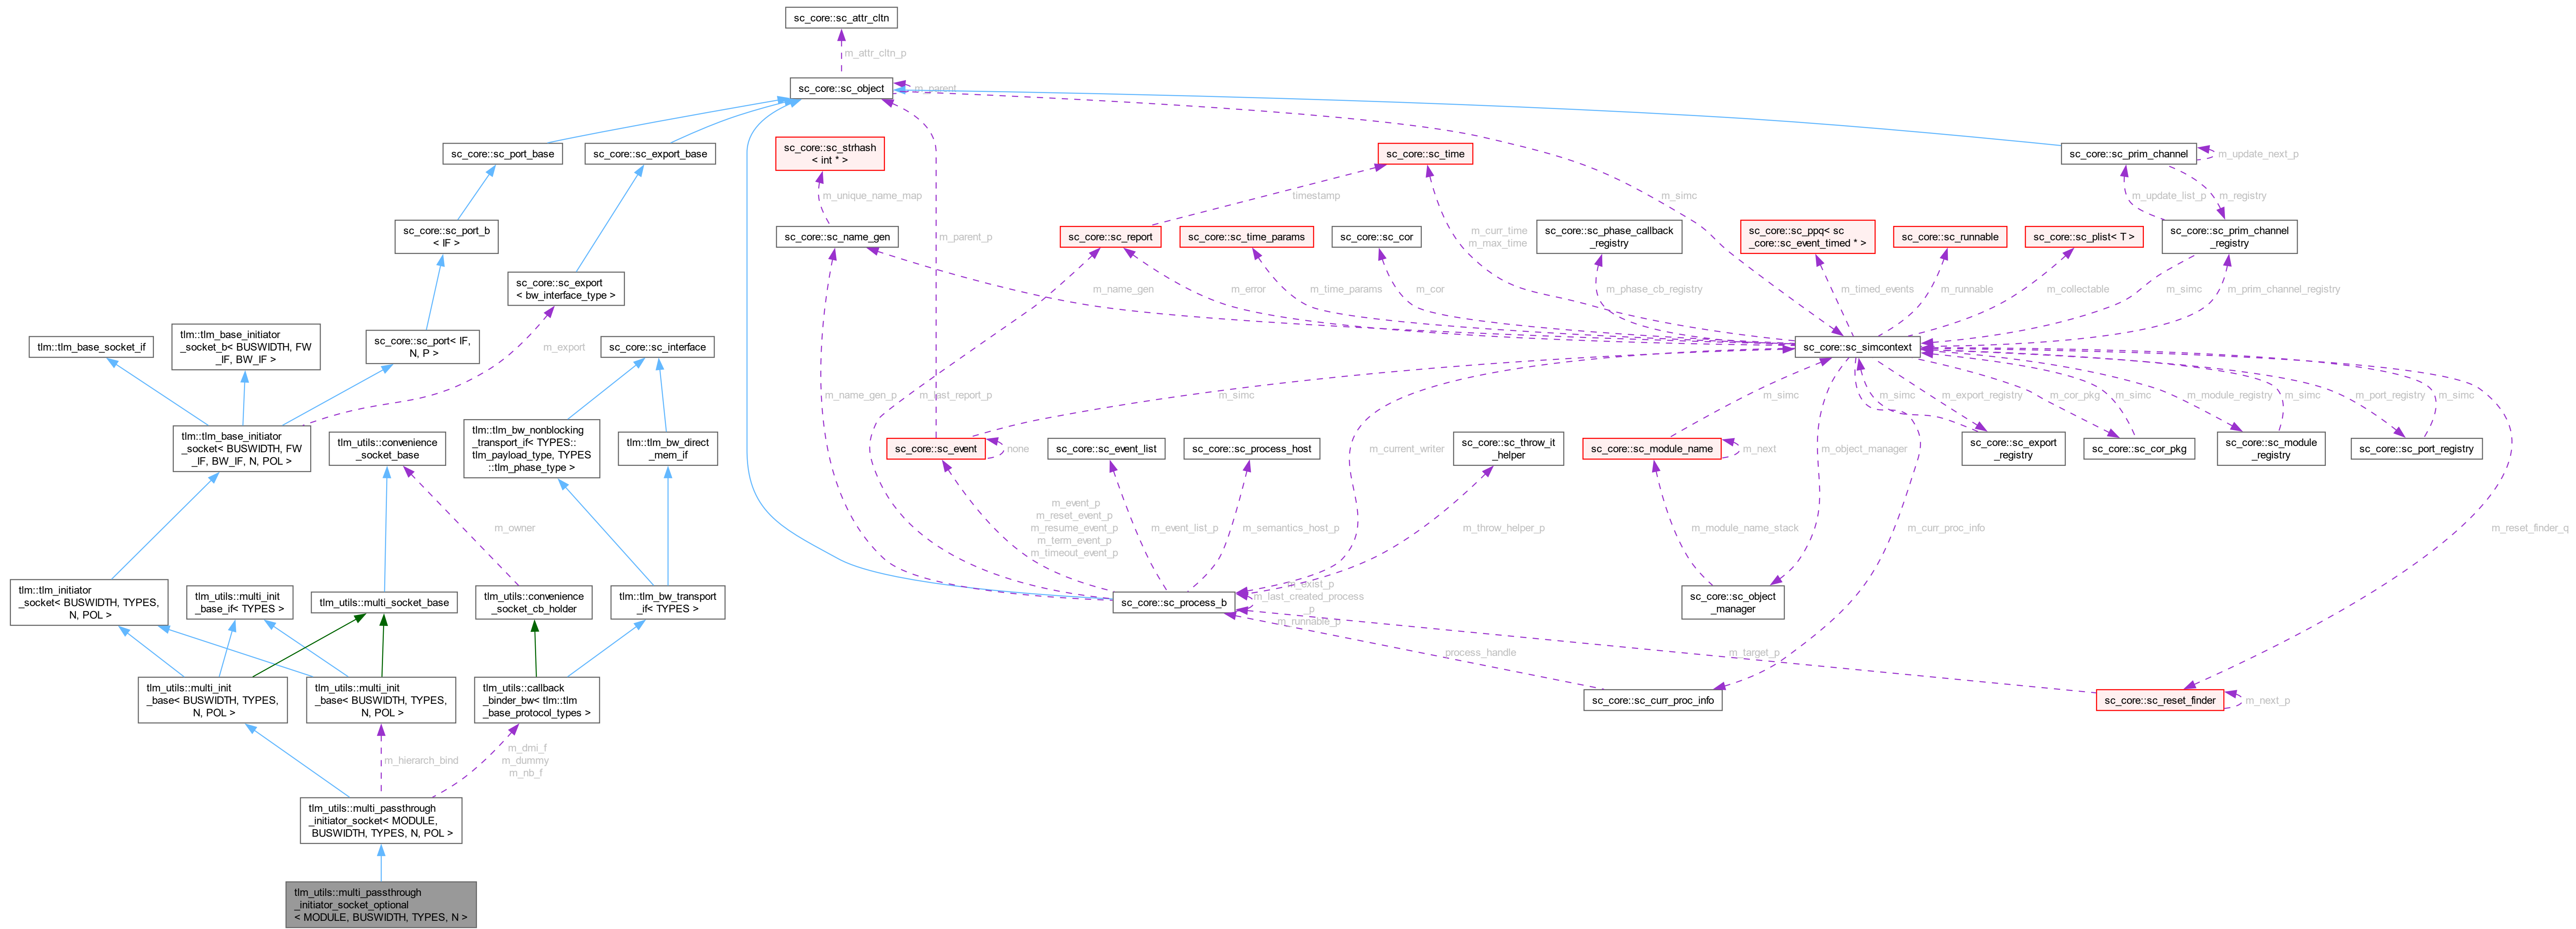 sc_core::sc_attr_cltn
m_attr_cltn_p
sc_core::sc_object
m_parent
sc_core::sc_port_base
sc_core::sc_export_base
sc_core::sc_strhash
< int * >
sc_core::sc_time
sc_core::sc_prim_channel
m_update_next_p
m_unique_name_map
timestamp
m_simc
m_update_list_p
m_registry
sc_core::sc_port_b
< IF >
sc_core::sc_name_gen
m_parent_p
sc_core::sc_report
sc_core::sc_time_params
sc_core::sc_cor
m_curr_time
m_max_time
sc_core::sc_phase_callback
_registry
sc_core::sc_ppq< sc
_core::sc_event_timed * >
sc_core::sc_runnable
sc_core::sc_plist< T >
sc_core::sc_prim_channel
_registry
sc_core::sc_export
< bw_interface_type >
m_name_gen
m_error
m_time_params
m_cor
m_phase_cb_registry
m_timed_events
m_runnable
m_collectable
m_simc
m_prim_channel_registry
tlm::tlm_base_socket_if
tlm::tlm_base_initiator
_socket_b< BUSWIDTH, FW
_IF, BW_IF >
sc_core::sc_port< IF,
N, P >
m_export
sc_core::sc_interface
sc_core::sc_simcontext
m_name_gen_p
m_last_report_p
m_simc
m_simc
m_export_registry
m_simc
m_cor_pkg
m_simc
m_module_registry
m_simc
m_port_registry
m_simc
tlm::tlm_base_initiator
_socket< BUSWIDTH, FW
_IF, BW_IF, N, POL >
tlm_utils::convenience
_socket_base
tlm::tlm_bw_nonblocking
_transport_if< TYPES::
tlm_payload_type, TYPES
::tlm_phase_type >
tlm::tlm_bw_direct
_mem_if
sc_core::sc_event
none
sc_core::sc_event_list
sc_core::sc_process_host
m_current_writer
sc_core::sc_throw_it
_helper
sc_core::sc_module_name
m_next
m_object_manager
sc_core::sc_export
_registry
sc_core::sc_cor_pkg
sc_core::sc_module
_registry
sc_core::sc_port_registry
m_owner
m_event_p
m_reset_event_p
m_resume_event_p
m_term_event_p
m_timeout_event_p
m_event_list_p
m_semantics_host_p
m_throw_helper_p
m_module_name_stack
m_curr_proc_info
m_reset_finder_q
tlm::tlm_initiator
_socket< BUSWIDTH, TYPES,
N, POL >
tlm_utils::multi_init
_base_if< TYPES >
tlm_utils::multi_socket_base
tlm_utils::convenience
_socket_cb_holder
tlm::tlm_bw_transport
_if< TYPES >
sc_core::sc_process_b
m_exist_p
m_last_created_process
_p
m_runnable_p
sc_core::sc_object
_manager
process_handle
m_target_p
tlm_utils::multi_init
_base< BUSWIDTH, TYPES,
N, POL >
tlm_utils::multi_init
_base< BUSWIDTH, TYPES,
N, POL >
tlm_utils::callback
_binder_bw< tlm::tlm
_base_protocol_types >
sc_core::sc_curr_proc_info
sc_core::sc_reset_finder
m_next_p
m_hierarch_bind
m_dmi_f
m_dummy
m_nb_f
tlm_utils::multi_passthrough
_initiator_socket< MODULE,
BUSWIDTH, TYPES, N, POL >
tlm_utils::multi_passthrough
_initiator_socket_optional
< MODULE, BUSWIDTH, TYPES, N >